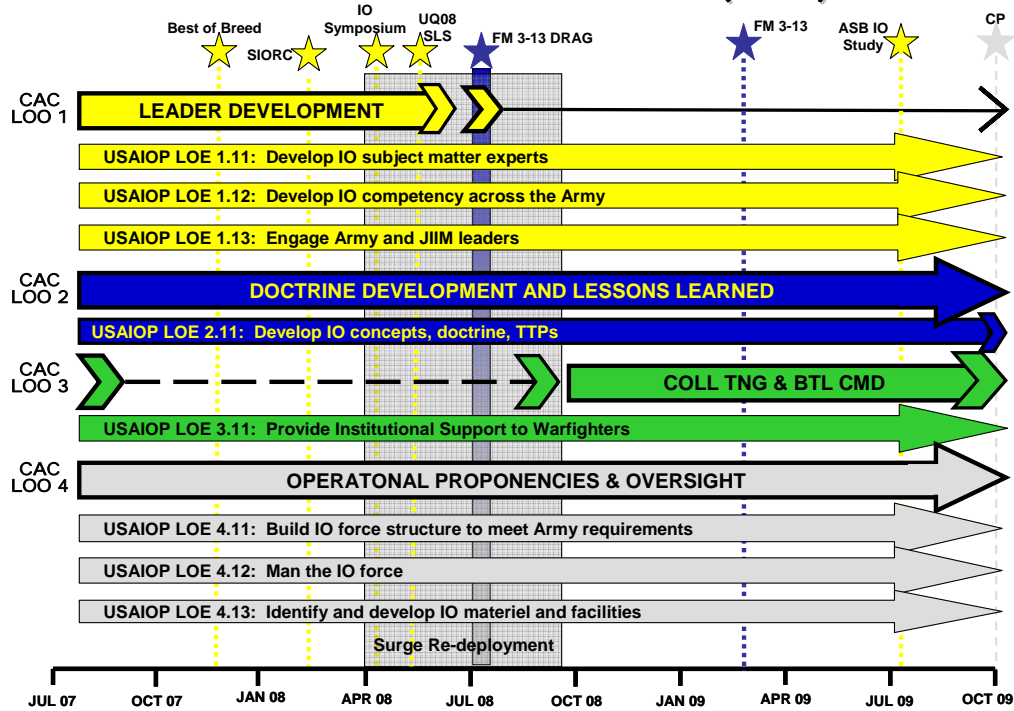 Best of Breed
SIORC
IO
Symposium
UQ08
SLS
FM 3-13 DRAG
FM 3-13
ASB IO
Study
CP
CAC
LOO 1
LEADER DEVELOPMENT
USAIOP LOE 1.11: Develop IO subject matter experts
USAIOP LOE 1.12: Develop IO competency across the Army
USAIOP LOE 1.13: Engage Army and JIIM leaders
CAC
LOO 2
DOCTRINE DEVELOPMENT AND LESSONS LEARNED
USAIOP LOE 2.11: Develop IO concepts, doctrine, TTPs
CAC
LOO 3
COLL TNG & BTL CMD
USAIOP LOE 3.11: Provide Institutional Support to Warfighters
CAC
LOO 4
OPERATONAL PROPONENCIES & OVERSIGHT
USAIOP LOE 4.11: Build IO force structure to meet Army requirements
USAIOP LOE 4.12: Man the IO force
USAIOP LOE 4.13: Identify and develop IO materiel and facilities
Surge Re-deployment
JUL 07
OCT 07
JAN 08
APR 08
JUL 08
OCT 08
JAN 09
APR 09
JUL 09
OCT 09